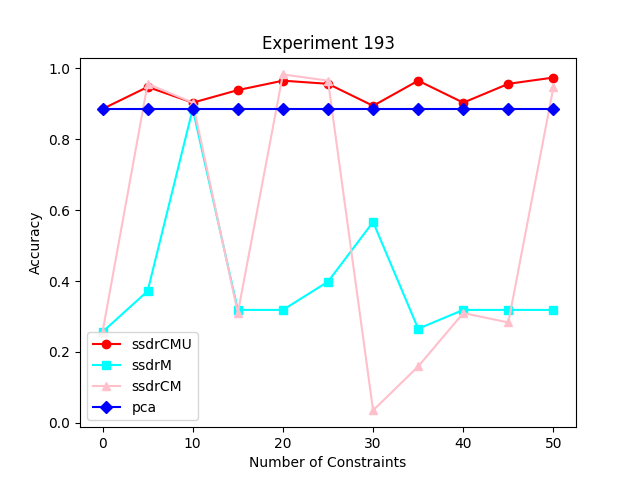 Experiment 193
Accuracy
1.0
0.8
0.6
0.4
0.2
0.0
ssdrCMU
ssdrM
ssdrCM
pca
0 10 20 30 40 50
Number of Constraints